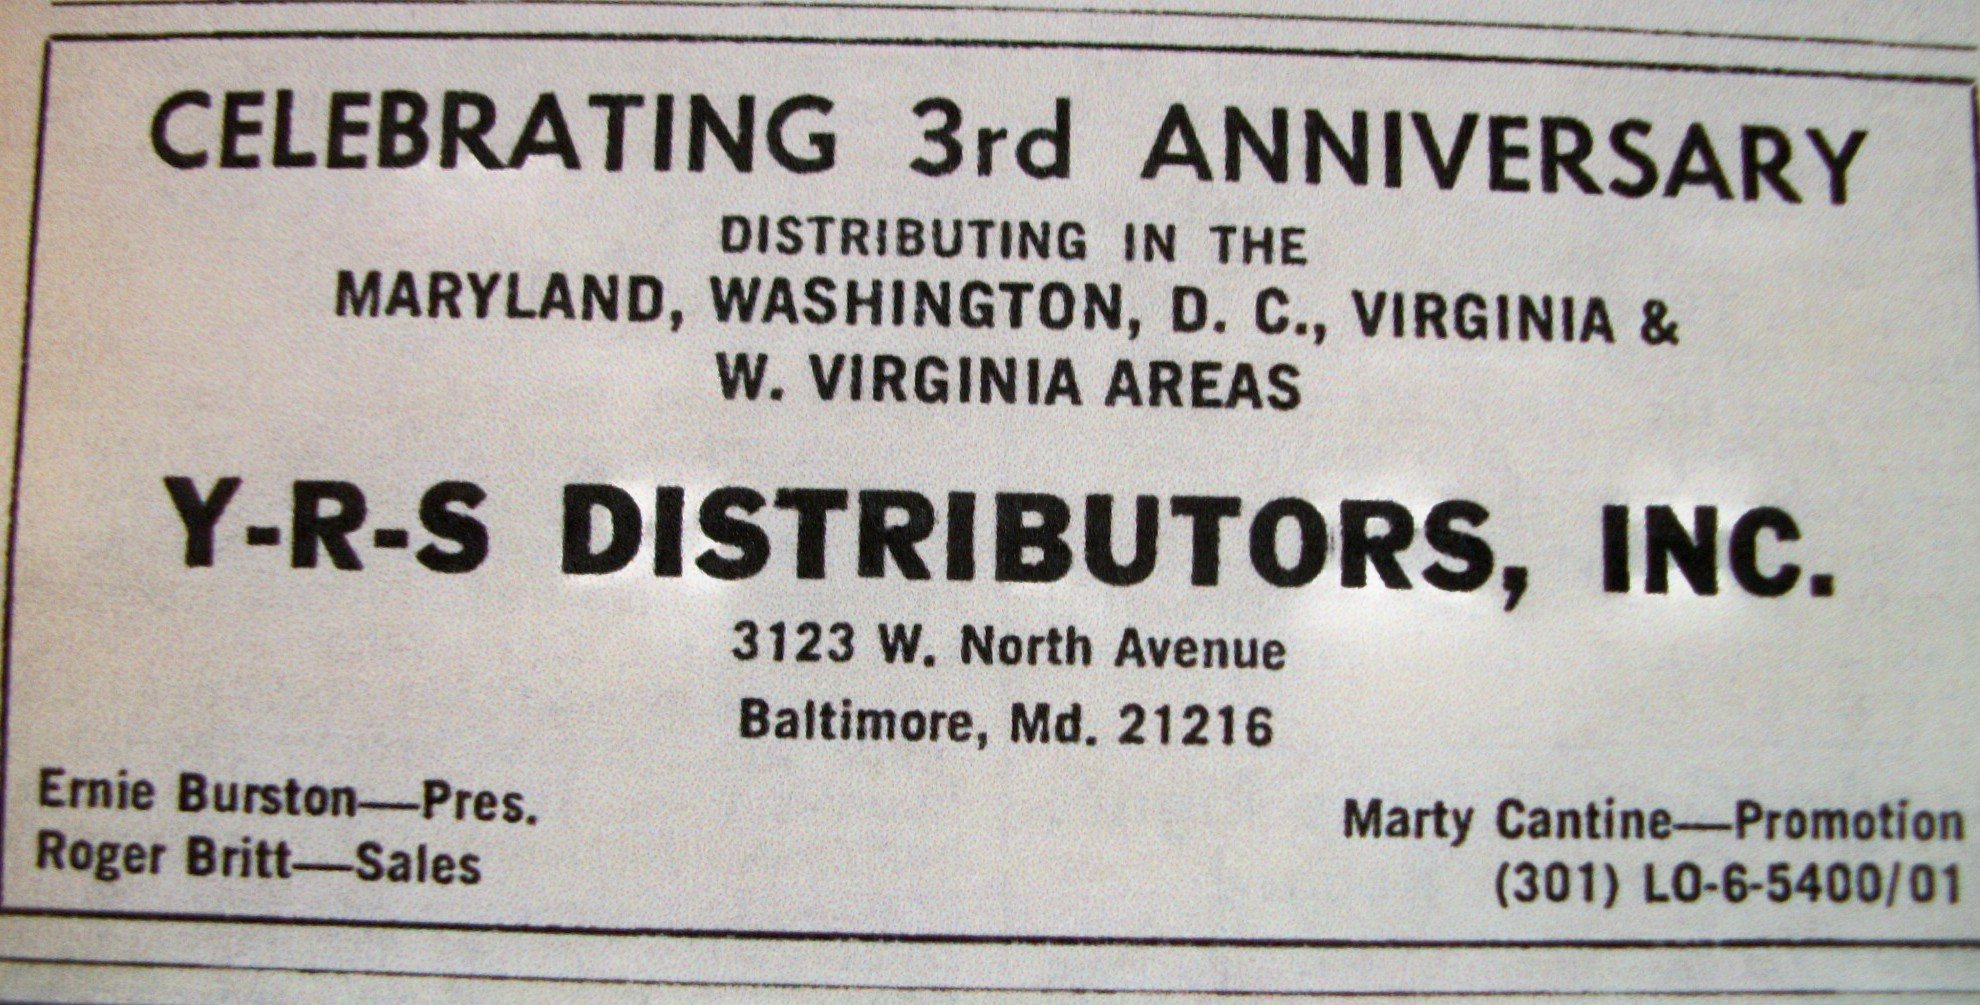 CELEBRATING 3rd ANNIVERSARY
DISTRIBUTING IN THE
MARYLAND, WASHINGTON, D. C., VIRGINIA &
W. VIRGINIA AREAS
Y-R-S DISTRIBUTORS, INC.
3123 W. North Avenue
Baltimore, Md. 21216
Ernie Burston—Pres.
Roger Britt—Sales
Marty Cantine—Promotion
(301) LO-6-5400/01